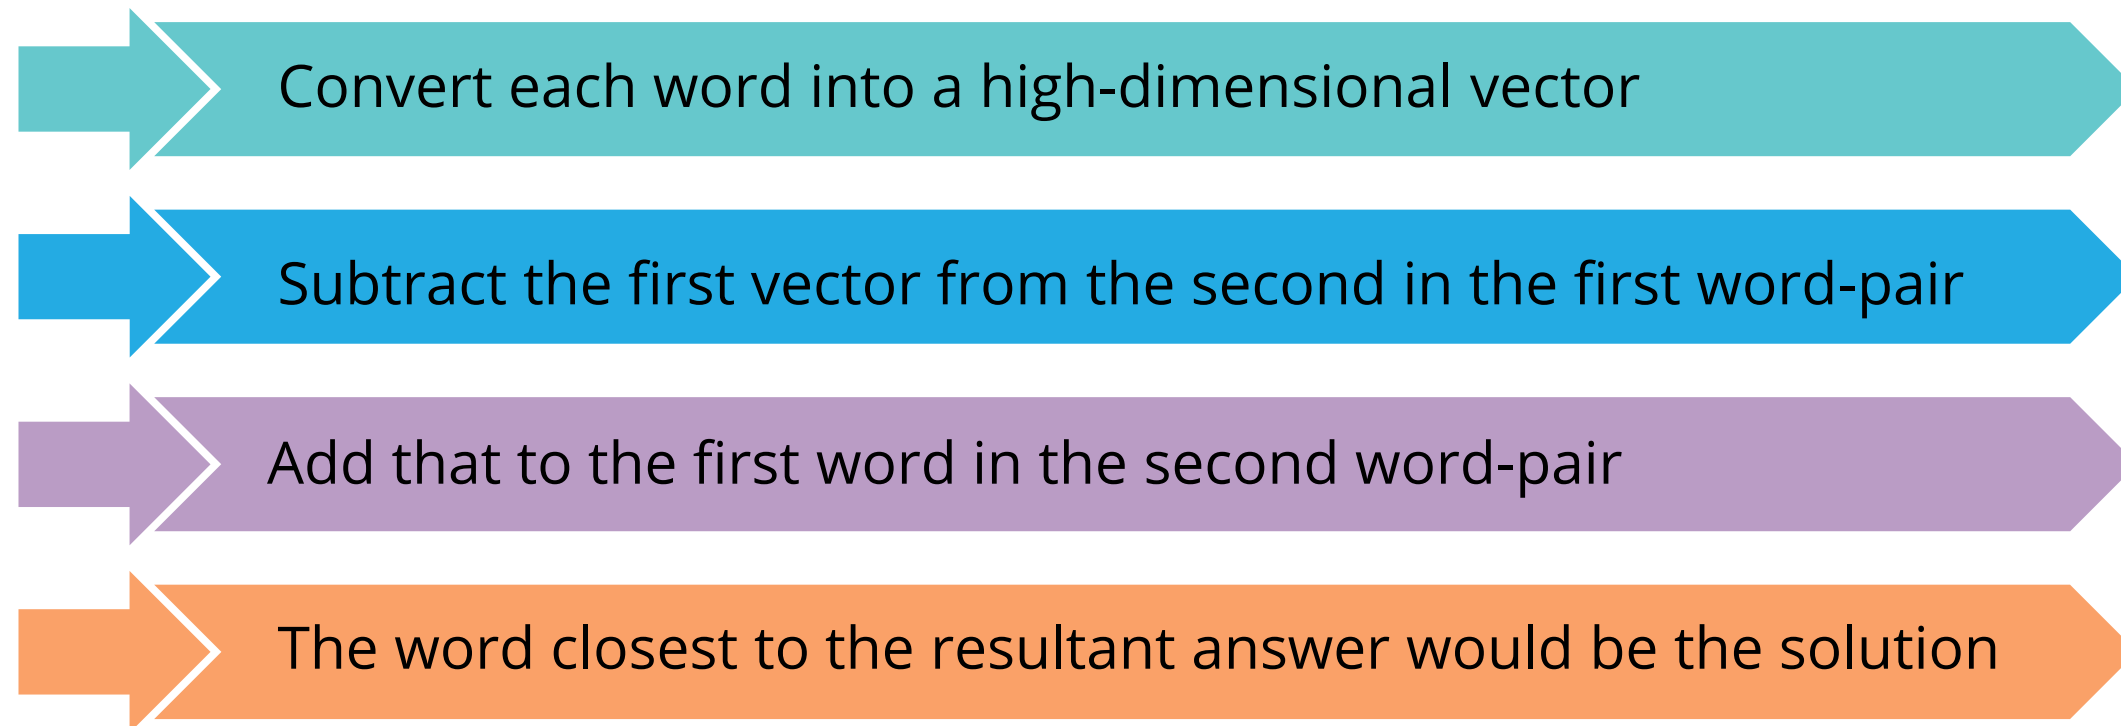 Convert each word into a high-dimensional vector
Subtract the first vector from the second in the first word-pair
Add that to the first word in the second word-pair
The word closest to the resultant answer would be the solution